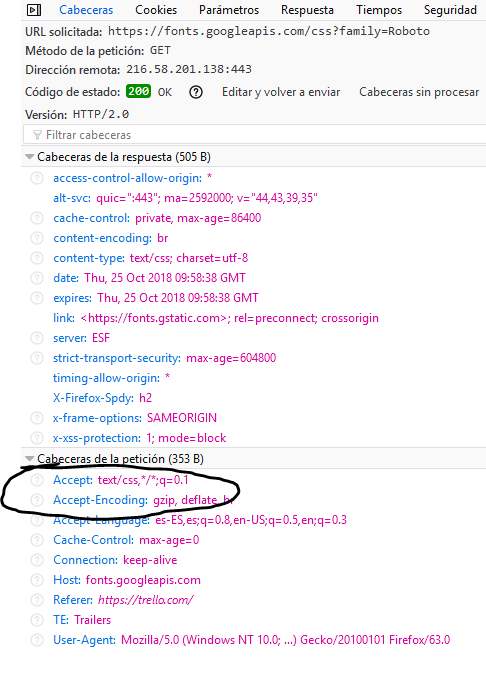 Cabeceras Cookies Parámetros Respuesta Tiempos Seguridad
URL solicitada: https://fonts.googleapis.com/css?family=Roboto
Método de la petición: GET
Dirección remota: 216.58.201.138:443
Código de estado: 200 OK Editar y volver a enviar Cabeceras sin procesar
Versión: HTTP/2.0
Filtrar cabeceras
Cabeceras de la respuesta (505 B)
access-control-allow-origin: *
alt-svc: quic=":443"; ma=2592000; v="44,43,39,35"
cache-control: private, max-age=86400
content-encoding: br
content-type: text/css; charset=utf-8
date: Thu, 25 Oct 2018 09:58:38 GMT
expires: Thu, 25 Oct 2018 09:58:38 GMT
link: <https://fonts.gstatic.com>; rel=preconnect; crossorigin
server: ESF
strict-transport-security: max-age=604800
timing-allow-origin: *
X-Firefox-Spdy: h2
x-frame-options: SAMEORIGIN
x-xss-protection: 1; mode=block
Cabeceras de la petición (353 B)
Accept: text/css,*/*;q=0.1
Accept-Encoding: gzip, deflate, br
Accept-Language: es-ES,es;q=0.8,en-US;q=0.5,en;q=0.3
Cache-Control: max-age=0
Connection: keep-alive
Host: fonts.googleapis.com
Referer: https://trello.com/
TE: Trailers
User-Agent: Mozilla/5.0 (Windows NT 10.0; ...) Gecko/20100101 Firefox/63.0